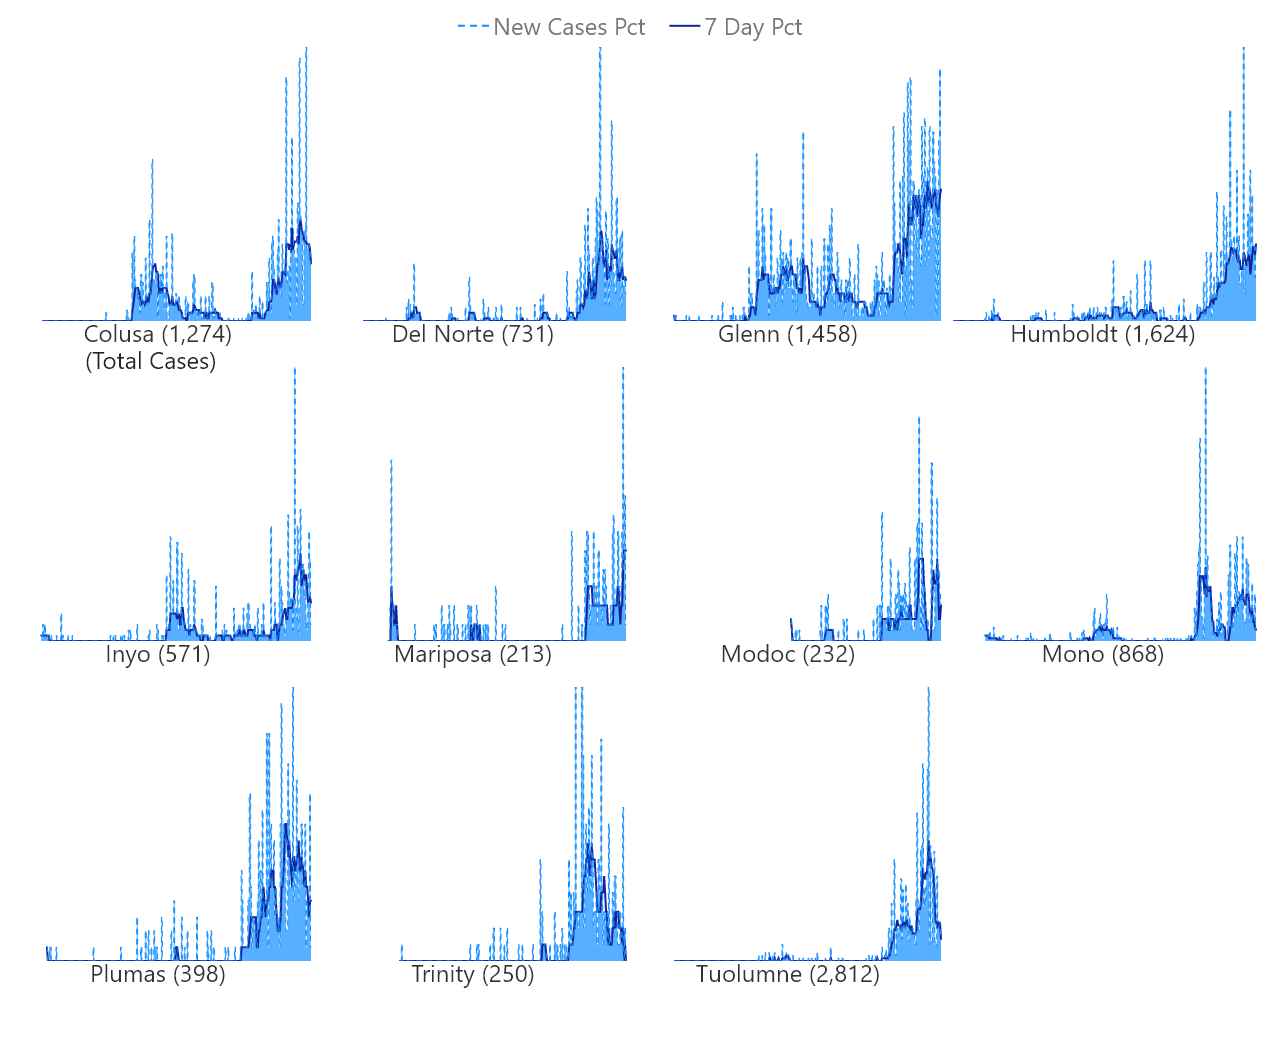 New Cases Pct 7 Day Pct
Colusa (1,274) Del Norte (731) Glenn (1,458) Humboldt (1,624)
(Total Cases)
Inyo (571) Mariposa (213) Modoc (232) Mono (868)
Plumas (398) Trinity (250) Tuolumne (2,812)